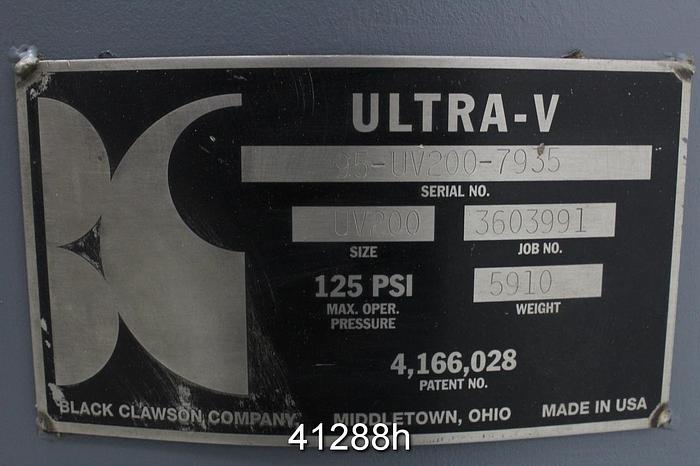 ULTRA-V
95-UV200-7935
SERIAL NO.
UV200 3603991
SIZE JOB NO.
125 PSI 5910
MAX. OPER. WEIGHT
PRESSURE
4,166,028
PATENT NO.
BLACK CLAWSON COMPANY MIDDLETOWN, OHIO MADE IN USA
41288h